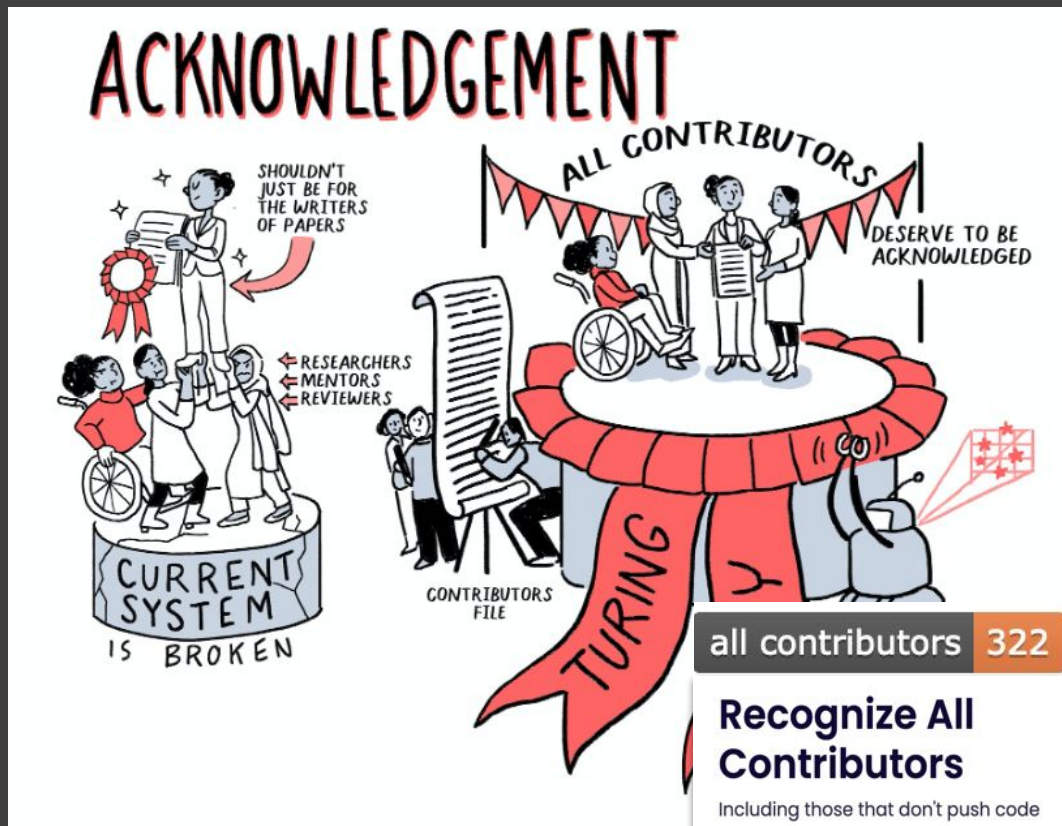 ACKNOWLEDGEMENT
SHOULDN'T
JUST BE FOR
THE WRITERS
OF PAPERS
RESEARCHERS
MENTORS
REVIEWERS
CURRENT
SYSTEM
IS BROKEN
ALL CONTRIBUTORS
DESERVE TO BE
ACKNOWLEDGED
CONTRIBUTORS
FILE
TURING
Y
all contributors 322
Recognize All
Contributors
Including those that don't push code